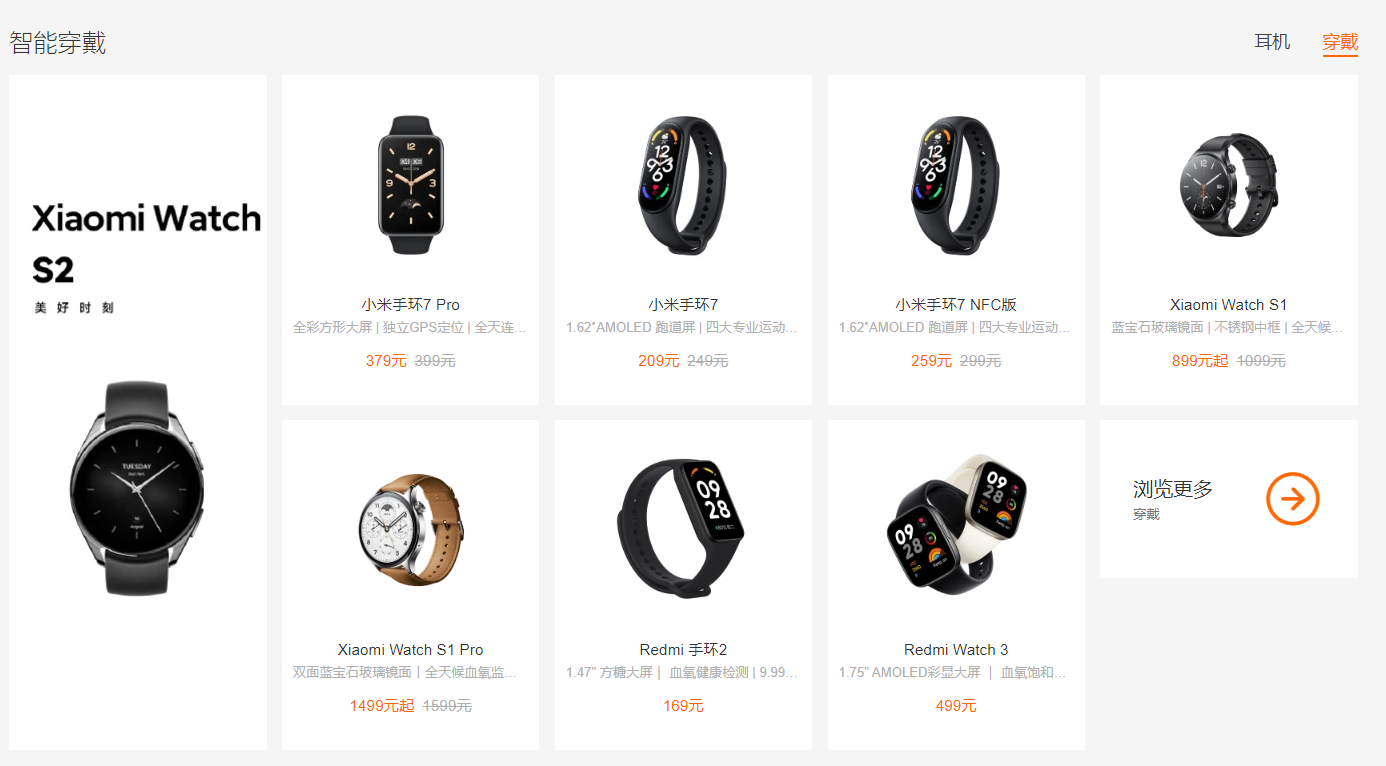 智能穿戴
耳机
穿戴
Xiaomi Watch
S2
美好时刻
TUESDAY
August
小米手环7 Pro
全彩方形大屏 | 独立GPS定位 | 全天连...
379元 399元
小米手环7
1.62"AMOLED 跑道屏 | 四大专业运动...
209元 249元
小米手环7 NFC版
1.62"AMOLED 跑道屏 | 四大专业运动...
259元 299元
Xiaomi Watch S1
蓝宝石玻璃镜面 | 不锈钢中框 | 全天候...
899元起 1099元
Xiaomi Watch S1 Pro
双面蓝宝石玻璃镜面丨全天候血氧监...
1499元起 1599元
09
28
Redmi 手环2
1.47" 方糖大屏｜ 血氧健康检测 | 9.99...
169元
09
28
09
28
Redmi Watch 3
1.75" AMOLED彩显大屏 ｜ 血氧饱和...
499元
浏览更多
穿戴